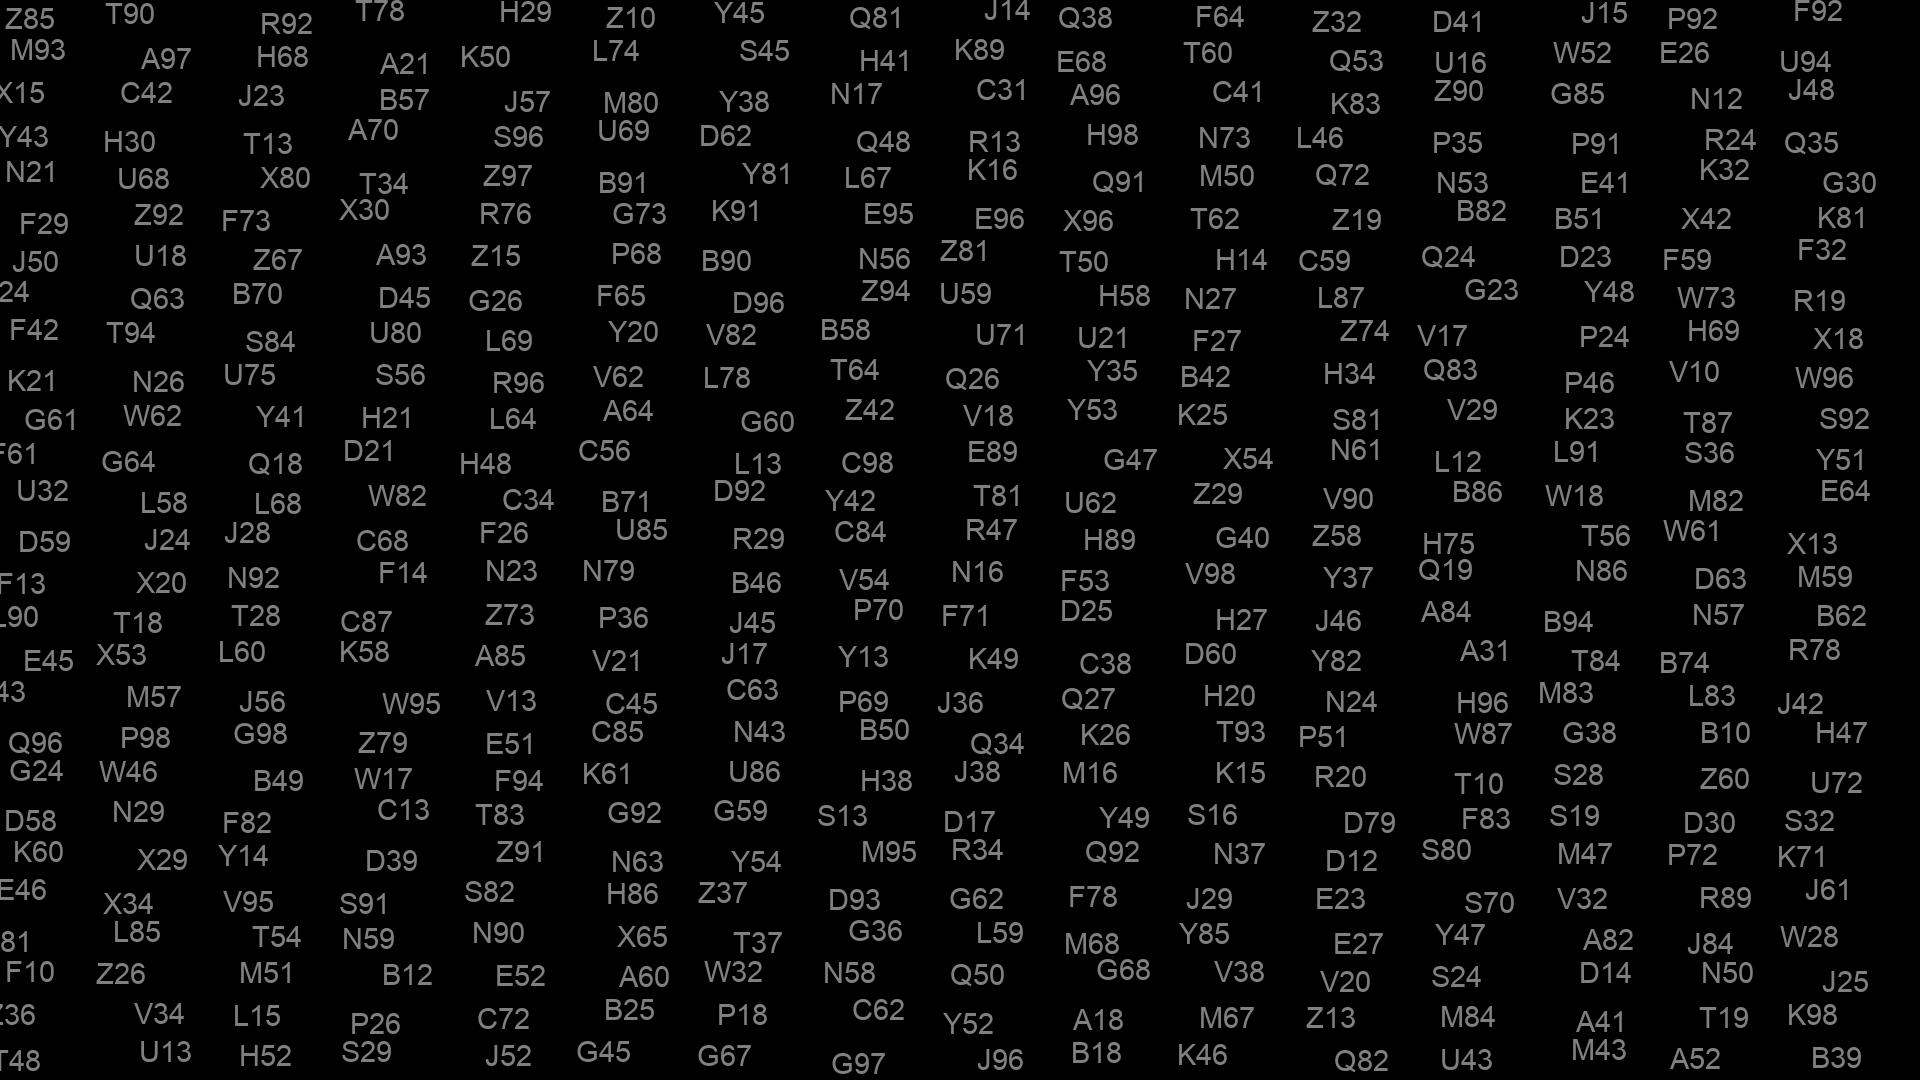 Z85 T90 R92 T78 H29 Z10 Y45 Q81 J14 Q38 F64 Z32 D41 J15 P92 F92
M93 A97 H68 A21 K50 L74 S45 H41 K89 E68 T60 Q53 U16 W52 E26 U94
X15 C42 J23 B57 J57 M80 Y38 N17 C31 A96 C41 K83 Z90 G85 N12 J48
Y43 H30 T13 A70 S96 U69 D62 Q48 R13 H98 N73 L46 P35 P91 R24 Q35
N21 U68 X80 T34 Z97 B91 Y81 L67 K16 Q91 M50 Q72 N53 E41 K32 G30
F29 Z92 F73 X30 R76 G73 K91 E95 E96 X96 T62 Z19 B82 B51 X42 K81
J50 U18 Z67 A93 Z15 P68 B90 N56 Z81 T50 H14 C59 Q24 D23 F59 F32
24 Q63 B70 D45 G26 F65 D96 Z94 U59 H58 N27 L87 G23 Y48 W73 R19
F42 T94 S84 U80 L69 Y20 V82 B58 U71 U21 F27 Z74 V17 P24 H69 X18
K21 N26 U75 S56 R96 V62 L78 T64 Q26 Y35 B42 H34 Q83 P46 V10 W96
G61 W62 Y41 H21 L64 A64 G60 Z42 V18 Y53 K25 S81 V29 K23 T87 S92
F61 G64 Q18 D21 H48 C56 L13 C98 E89 G47 X54 N61 L12 L91 S36 Y51
U32 L58 L68 W82 C34 B71 D92 Y42 T81 U62 Z29 V90 B86 W18 M82 E64
D59 J24 J28 C68 F26 U85 R29 C84 R47 H89 G40 Z58 H75 T56 W61 X13
F13 X20 N92 F14 N23 N79 B46 V54 N16 F53 V98 Y37 Q19 N86 D63 M59
L90 T18 T28 C87 Z73 P36 J45 P70 F71 D25 H27 J46 A84 B94 N57 B62
E45 X53 L60 K58 A85 V21 J17 Y13 K49 C38 D60 Y82 A31 T84 B74 R78
43 M57 J56 W95 V13 C45 C63 P69 J36 Q27 H20 N24 H96 M83 L83 J42
Q96 P98 G98 Z79 E51 C85 N43 B50 Q34 K26 T93 P51 W87 G38 B10 H47
G24 W46 B49 W17 F94 K61 U86 H38 J38 M16 K15 R20 T10 S28 Z60 U72
D58 N29 F82 C13 T83 G92 G59 S13 D17 Y49 S16 D79 F83 S19 D30 S32
K60 X29 Y14 D39 Z91 N63 Y54 M95 R34 Q92 N37 D12 S80 M47 P72 K71
E46 X34 V95 S91 S82 H86 Z37 D93 G62 F78 J29 E23 S70 V32 R89 J61
81 L85 T54 N59 N90 X65 T37 G36 L59 M68 Y85 E27 Y47 A82 J84 W28
F10 Z26 M51 B12 E52 A60 W32 N58 Q50 G68 V38 V20 S24 D14 N50 J25
Z36 V34 L15 P26 C72 B25 P18 C62 Y52 A18 M67 Z13 M84 A41 T19 K98
T48 U13 H52 S29 J52 G45 G67 G97 J96 B18 K46 Q82 U43 M43 A52 B39